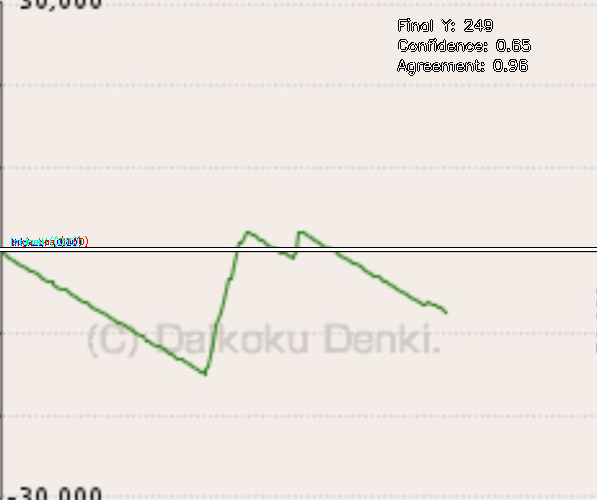 30,000
Final Y: 249
Confidence: 0.65
Agreement: 0.96
(C) Daikoku Denki.
-30,000